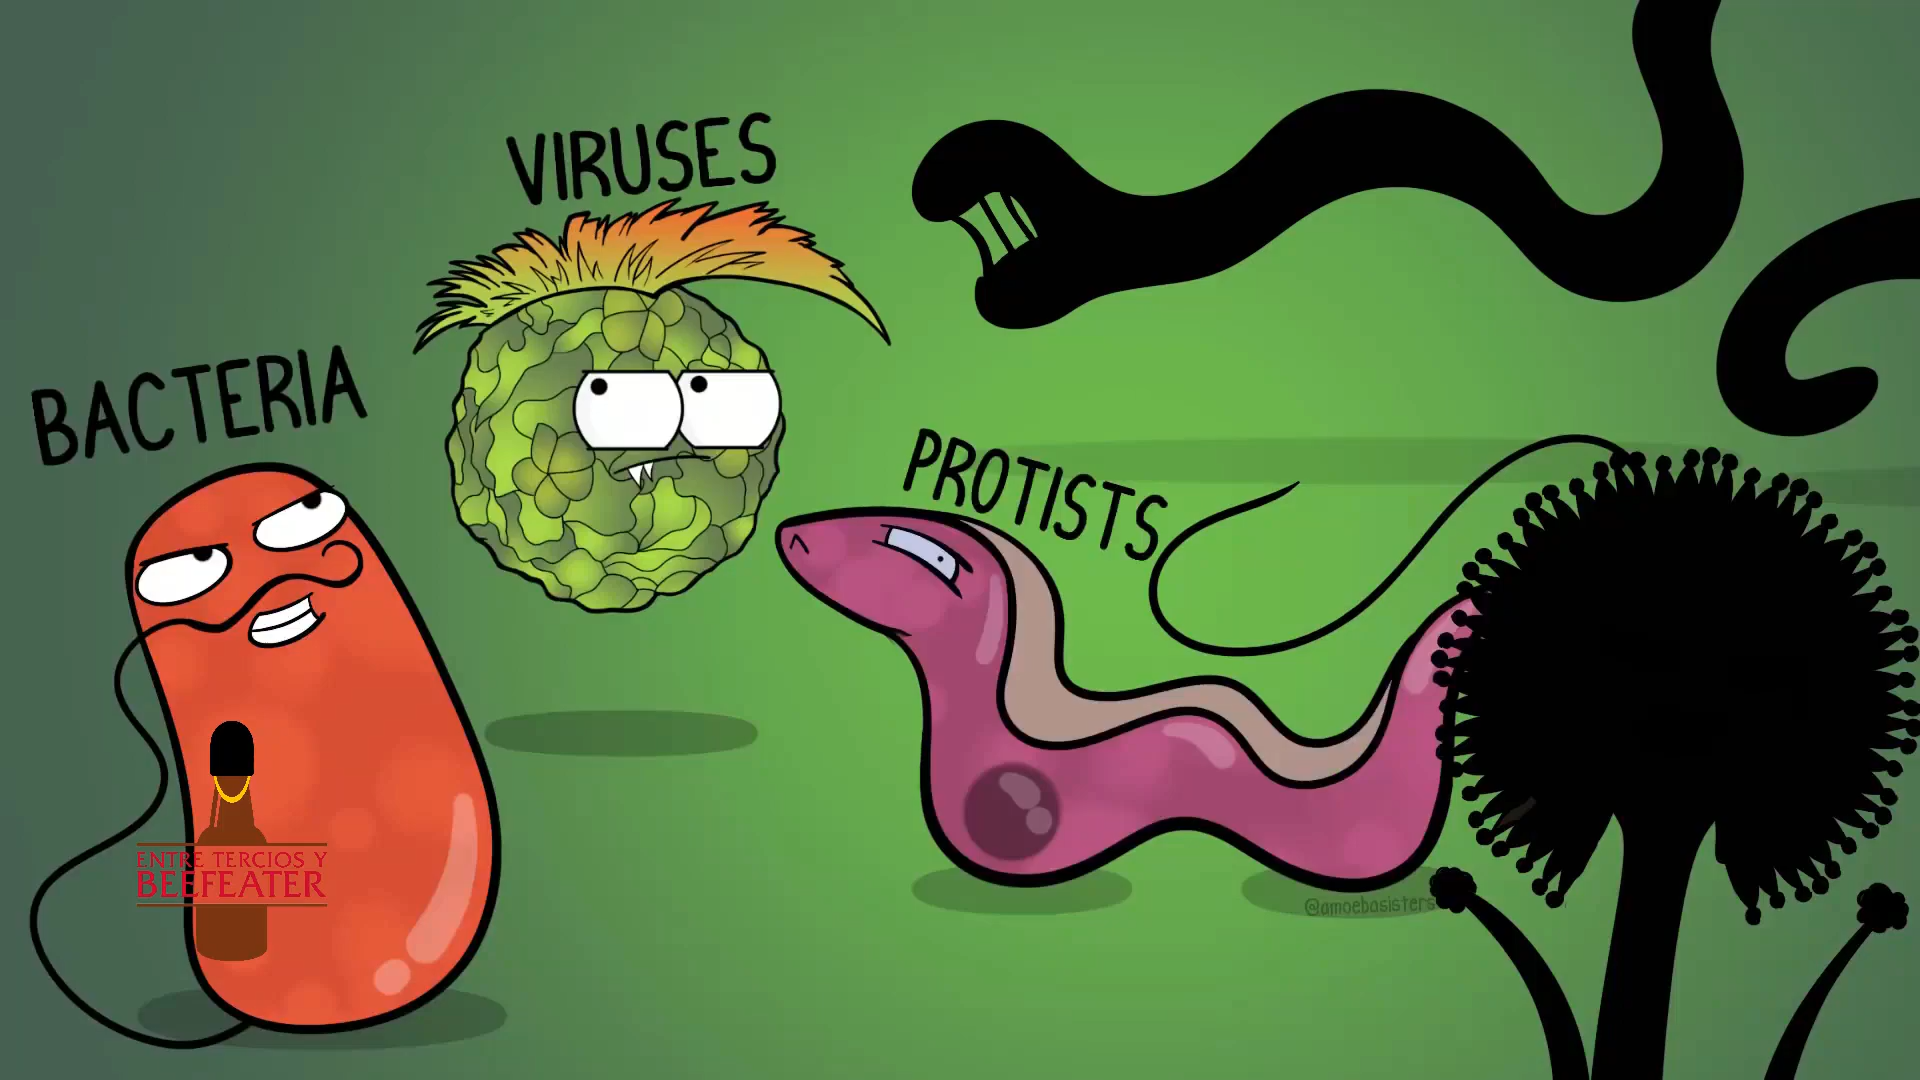 VIRUSES
BACTERIA
PROTISTS
ENTRE TERCIOS Y
BEEFEATER
@amoebasisters